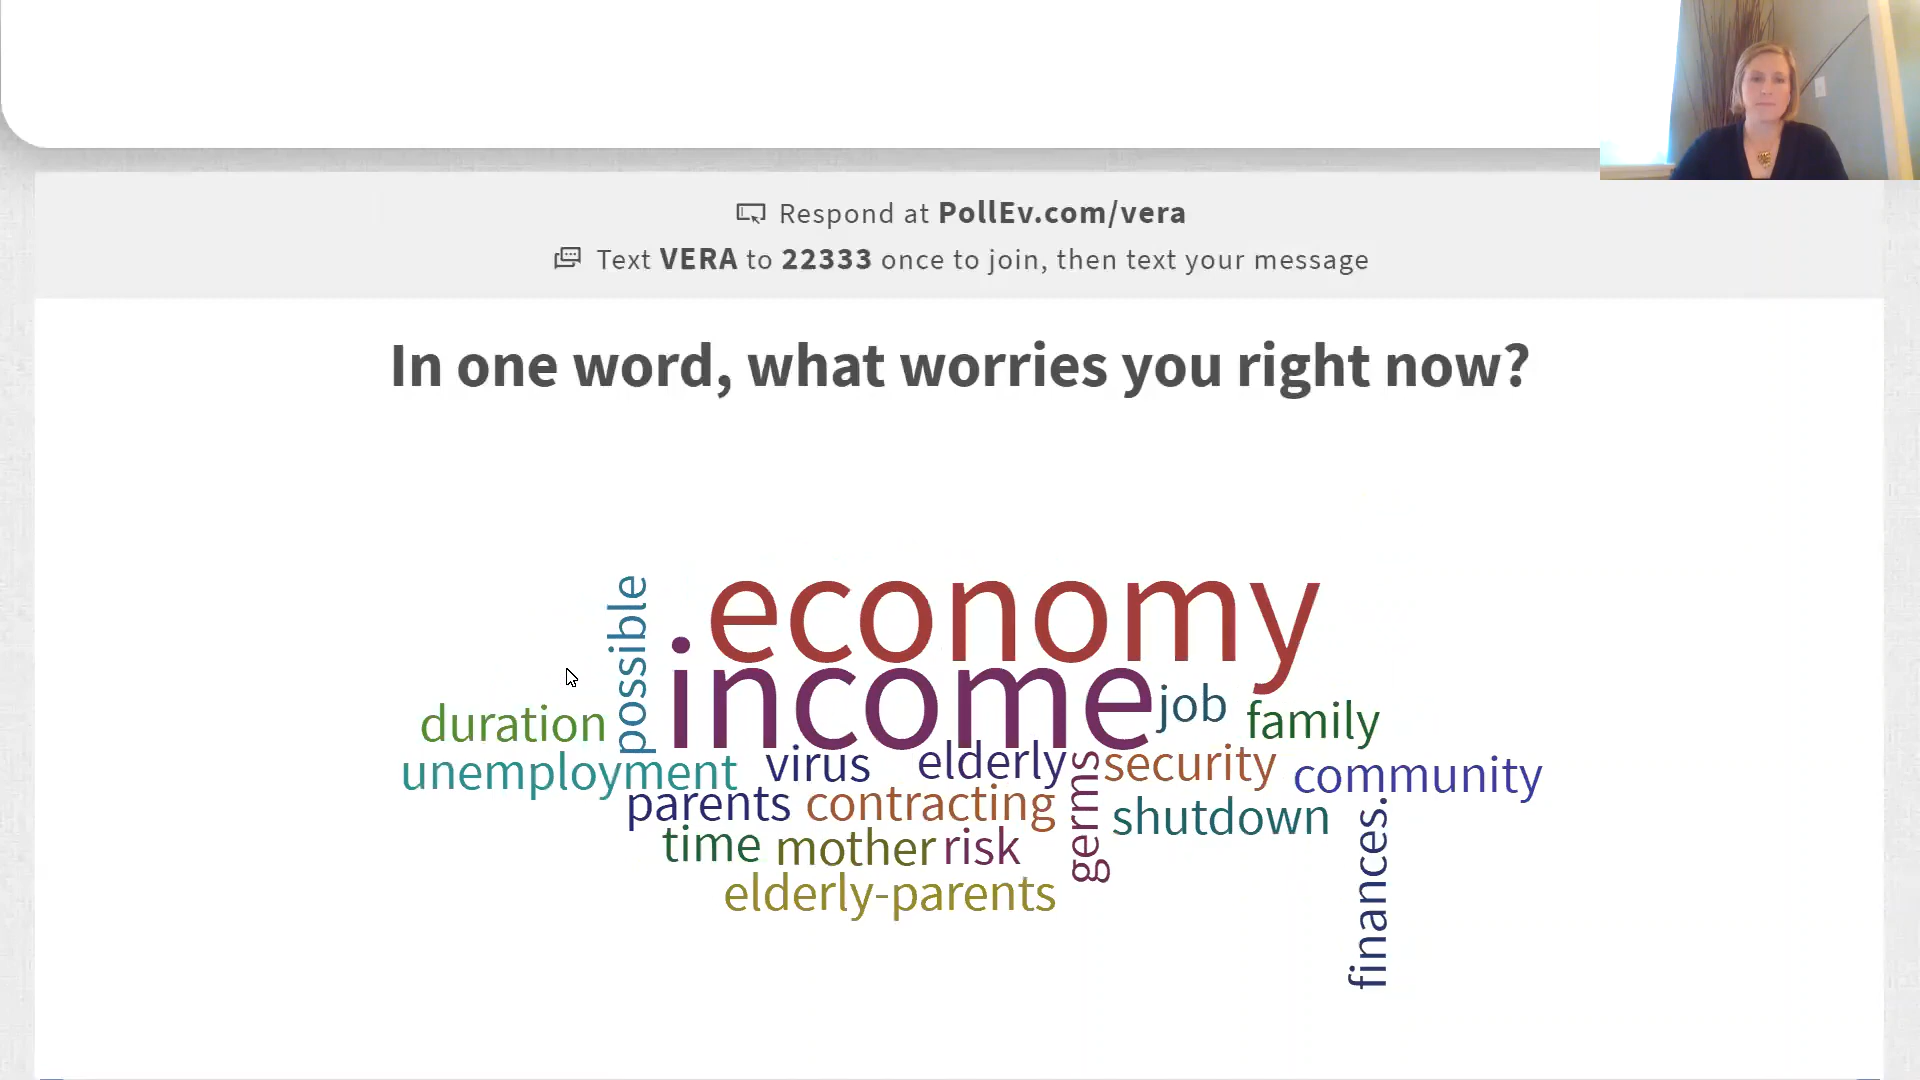 Respond at PollEv.com/vera
Text VERA to 22333 once to join, then text your message
In one word, what worries you right now?
possible
economy
income
job
family
duration
unemployment
virus
elderly
germs
security
community
parents
contracting
shutdown
finances.
time
mother
risk
elderly-parents